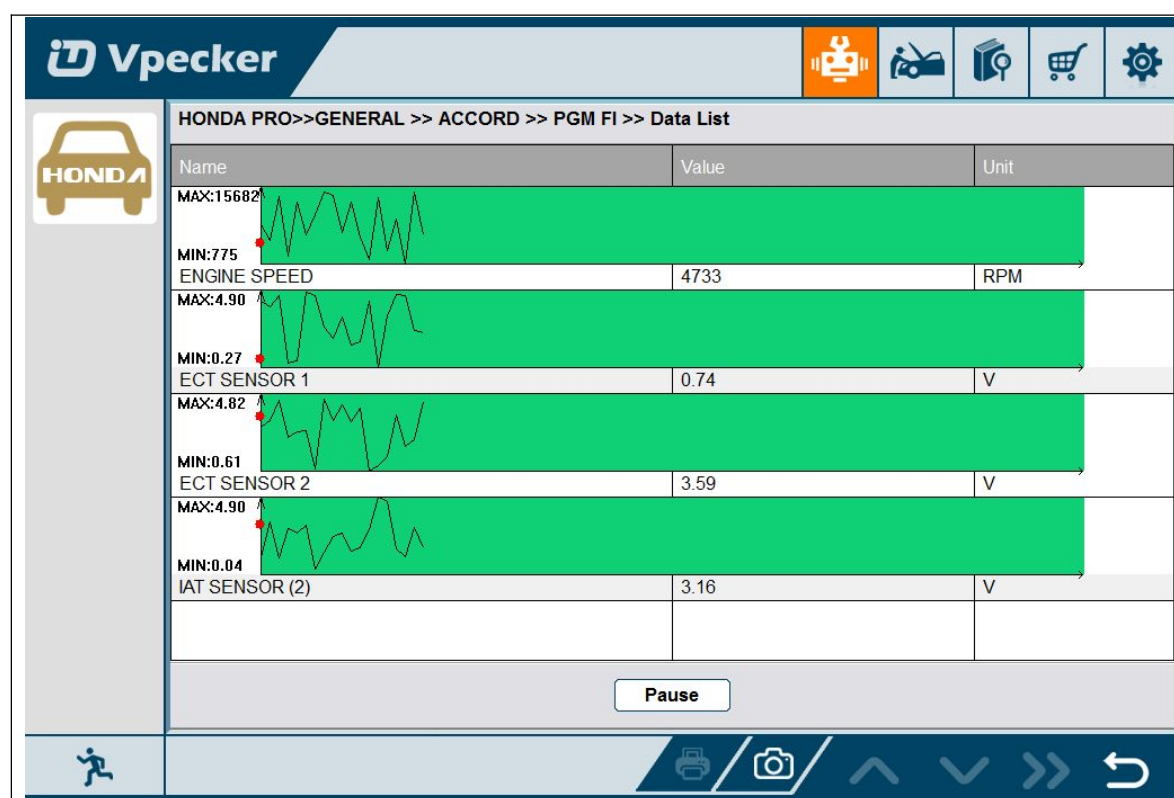 Vpecker
HONDA PRO>>GENERAL >> ACCORD >> PGM FI >> Data List
HONDA
Name Value Unit
MAX:15682
MIN:775
ENGINE SPEED 4733 RPM
MAX:4.90
MIN:0.27
ECT SENSOR 1 0.74 V
MAX:4.82
MIN:0.61
ECT SENSOR 2 3.59 V
MAX:4.90
MIN:0.04
IAT SENSOR (2) 3.16 V
Pause